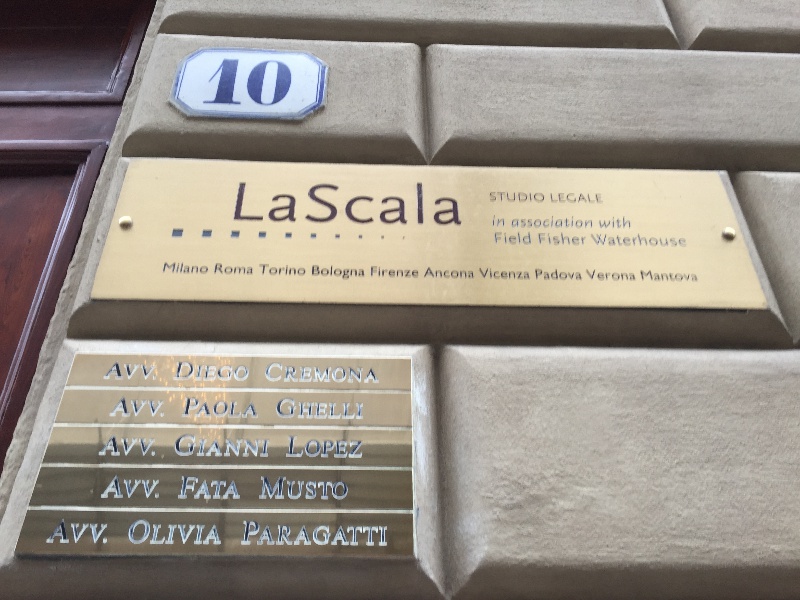 10
LaScala
STUDIO LEGALE
in association with
Field Fisher Waterhouse
Milano Roma Torino Bologna Firenze Ancona Vicenza Padova Verona Mantova
AVV. DIEGO CREMONA
AVV. PAOLA GHELLI
AVV. GIANNI LOPEZ
AVV. FATA MUSTO
AVV. OLIVIA PARAGATTI